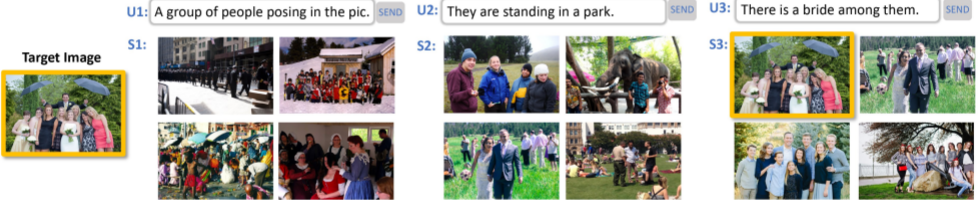 U1: A group of people posing in the pic. SEND
U2: They are standing in a park. SEND
U3: There is a bride among them. SEND
S1:
S2:
S3:
Target Image